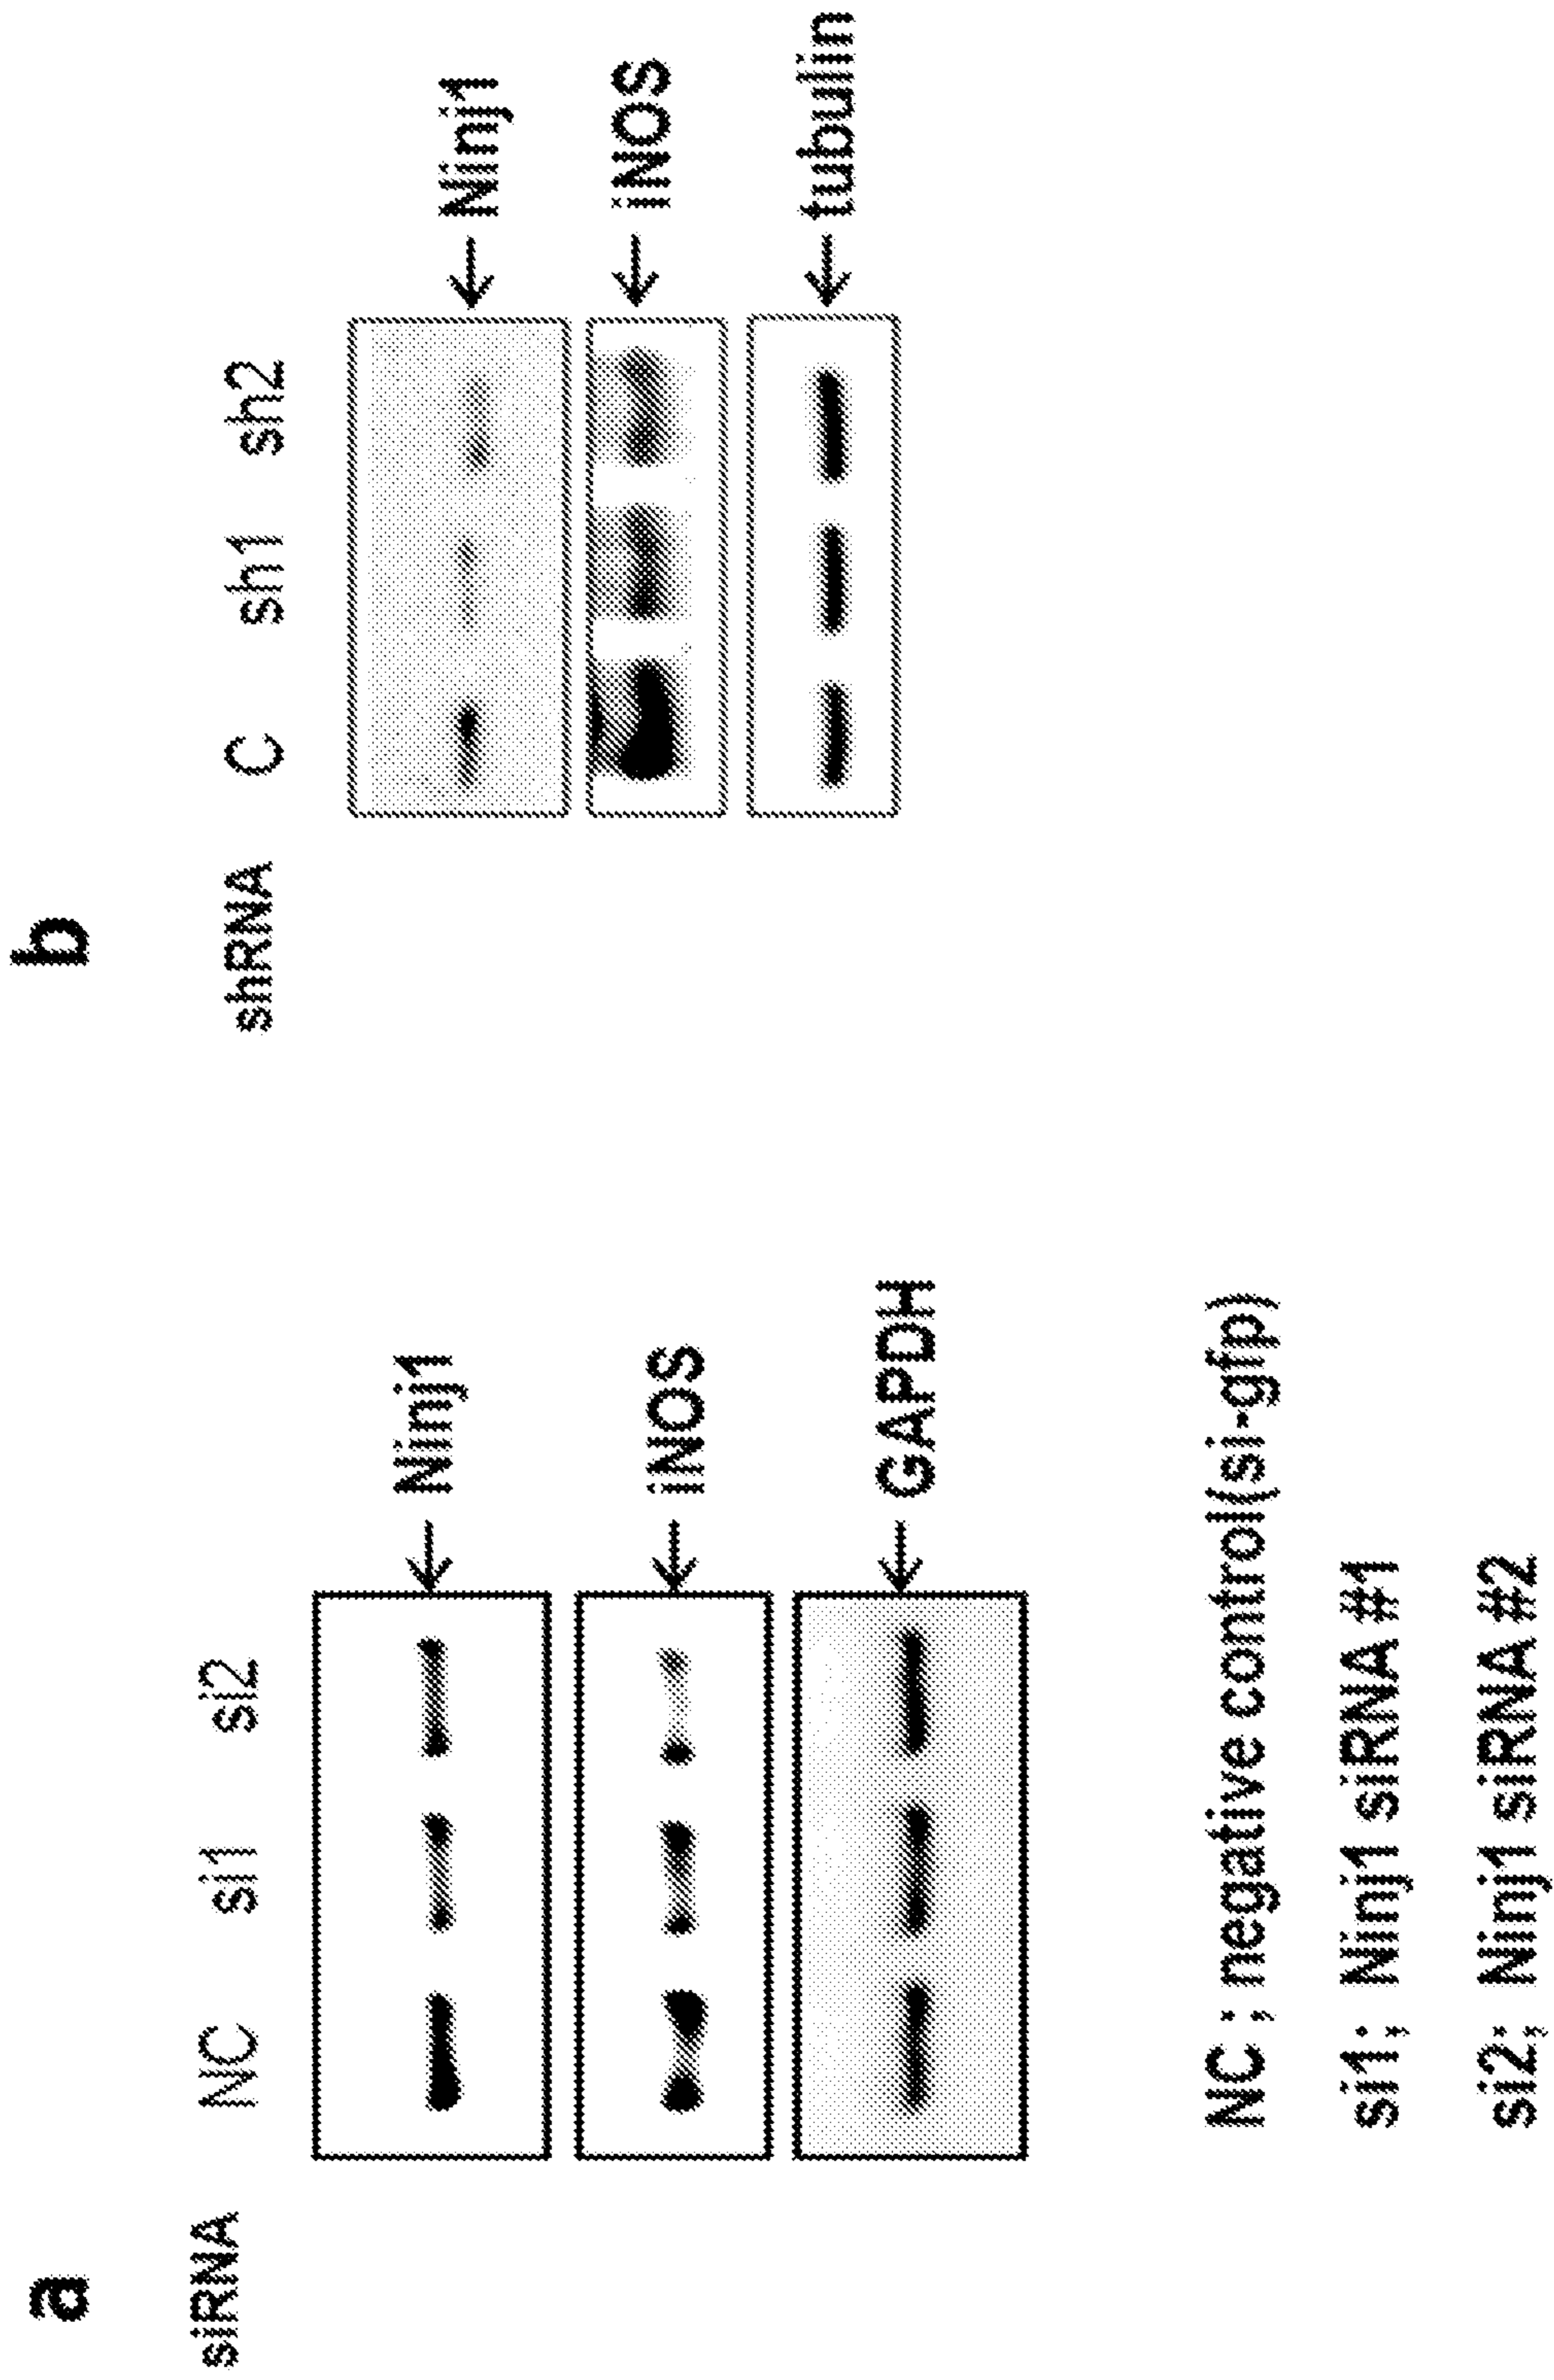 a
siRNA NC si1 si2
Ninj1
iNOS
GAPDH
NC ; negative control(si-gfp)
si1; Ninj1 siRNA #1
si2; Ninj1 siRNA #2
b
shRNA C sh1 sh2
Ninj1
iNOS
tubulin